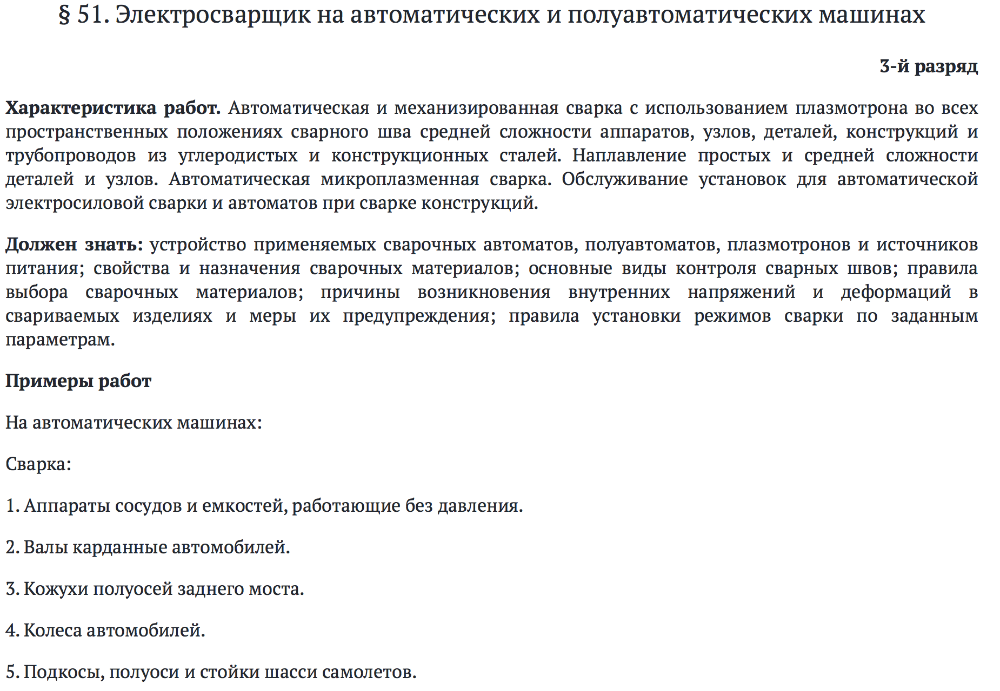 § 51. Электросварщик на автоматических и полуавтоматических машинах
3-й разряд
Характеристика работ. Автоматическая и механизированная сварка с использованием плазмотрона во всех
пространственных положениях сварного шва средней сложности аппаратов, узлов, деталей, конструкций и
трубопроводов из углеродистых и конструкционных сталей. Наплавление простых и средней сложности
деталей и узлов. Автоматическая микроплазменная сварка. Обслуживание установок для автоматической
электросиловой сварки и автоматов при сварке конструкций.
Должен знать: устройство применяемых сварочных автоматов, полуавтоматов, плазмотронов и источников
питания; свойства и назначения сварочных материалов; основные виды контроля сварных швов; правила
выбора сварочных материалов; причины возникновения внутренних напряжений и деформаций в
свариваемых изделиях и меры их предупреждения; правила установки режимов сварки по заданным
параметрам.
Примеры работ
На автоматических машинах:
Сварка:
1. Аппараты сосудов и емкостей, работающие без давления.
2. Валы карданные автомобилей.
3. Кожухи полуосей заднего моста.
4. Колеса автомобилей.
5. Подкосы, полуоси и стойки шасси самолетов.